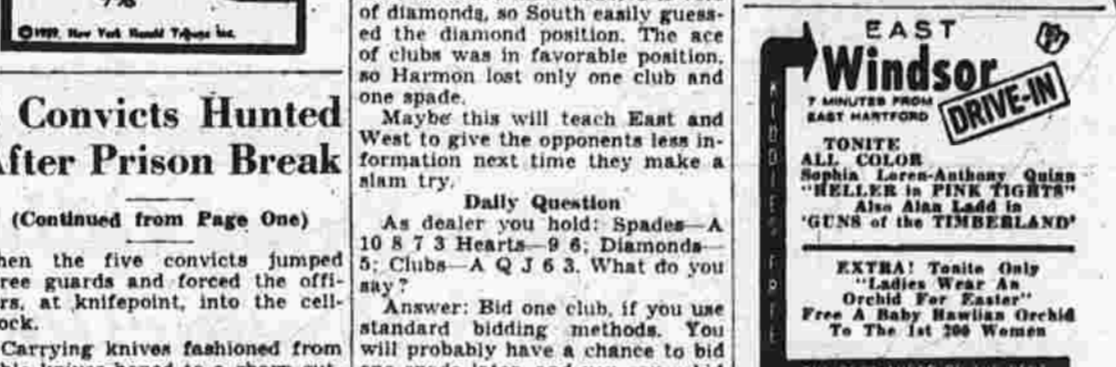 ©1959, New York Herald Tribune Inc.
Convicts Hunted
After Prison Break
(Continued from Page One)
the five convicts jumped
guards and forced the offi-
at knifepoint, into the cell-
Carrying knives fashioned from
of diamonds, so South easily guess-
ed the diamond position. The ace
of clubs was in favorable position,
so Harmon lost only one club and
one spade.
Maybe this will teach East and
West to give the opponents less in-
formation next time they make a
slam try.
Daily Question
As dealer you hold: Spades—A
10 8 7 3 Hearts—9 6; Diamonds—
5; Clubs—A Q J 6 3. What do you
say?
Answer: Bid one club, if you use
standard bidding methods. You
will probably have a chance to bid
EAST
Windsor
DRIVE-IN
7 MINUTES FROM
EAST HARTFORD
KIDDIES FREE
TONITE
ALL COLOR
Sophia Loren-Anthony Quinn
"HELLER in PINK TIGHTS"
Also Alan Ladd in
'GUNS of the TIMBERLAND'
EXTRA! Tonite Only
"Ladies Wear An
Orchid For Easter"
Free A Baby Hawiian Orchid
To The 1st 200 Women